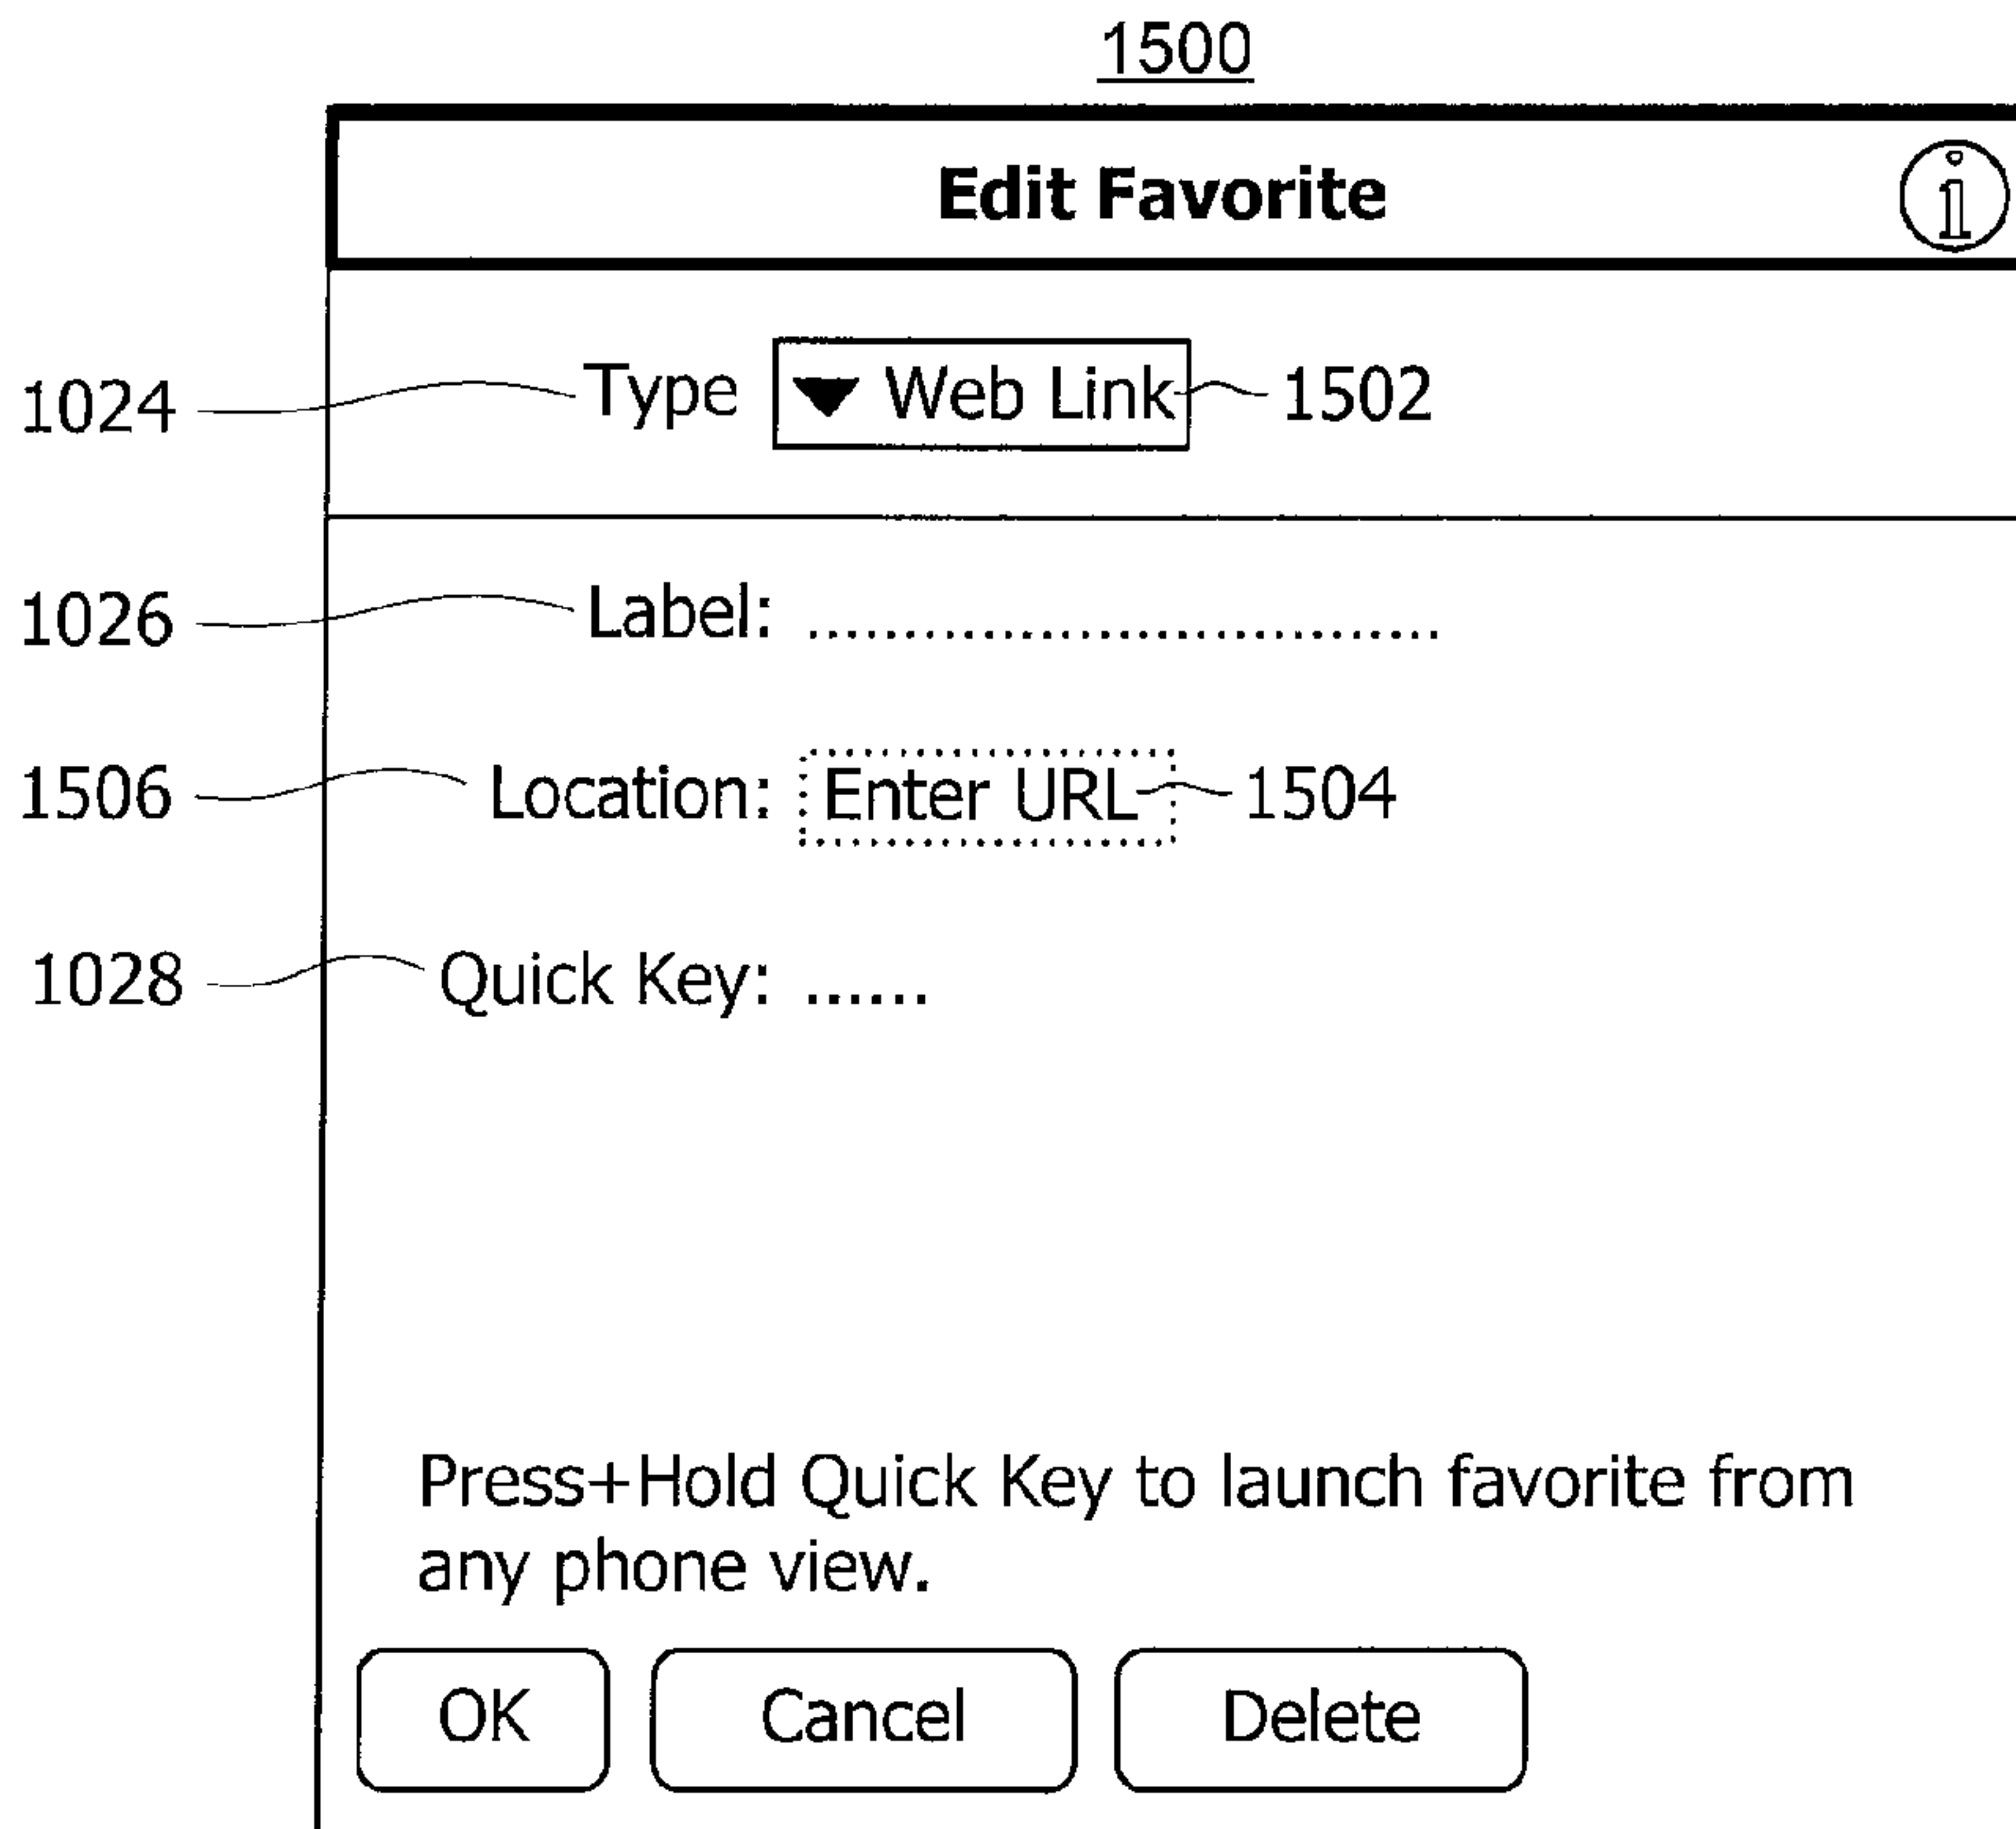 1500
Edit Favorite i
1024 Type Web Link 1502
1026 Label: ................................
1506 Location: Enter URL 1504
1028 Quick Key: ......
Press+Hold Quick Key to launch favorite from
any phone view.
OK Cancel Delete